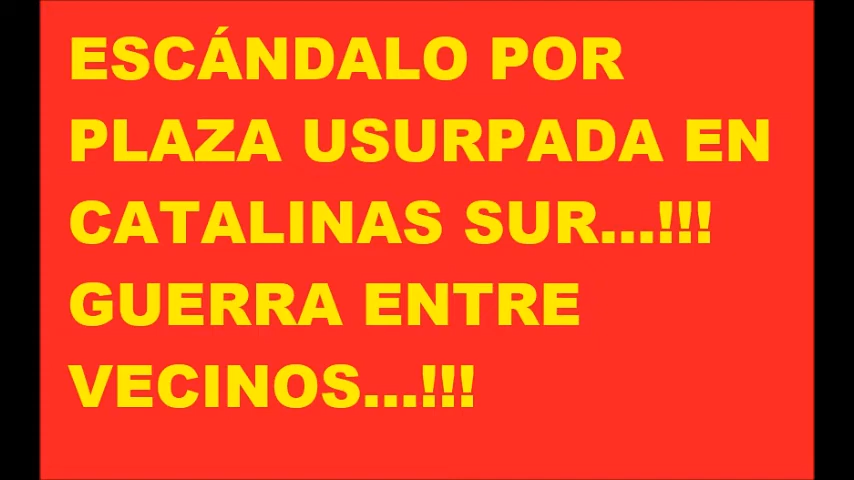 ESCÁNDALO POR
PLAZA USURPADA EN
CATALINAS SUR...!!!
GUERRA ENTRE
VECINOS...!!!